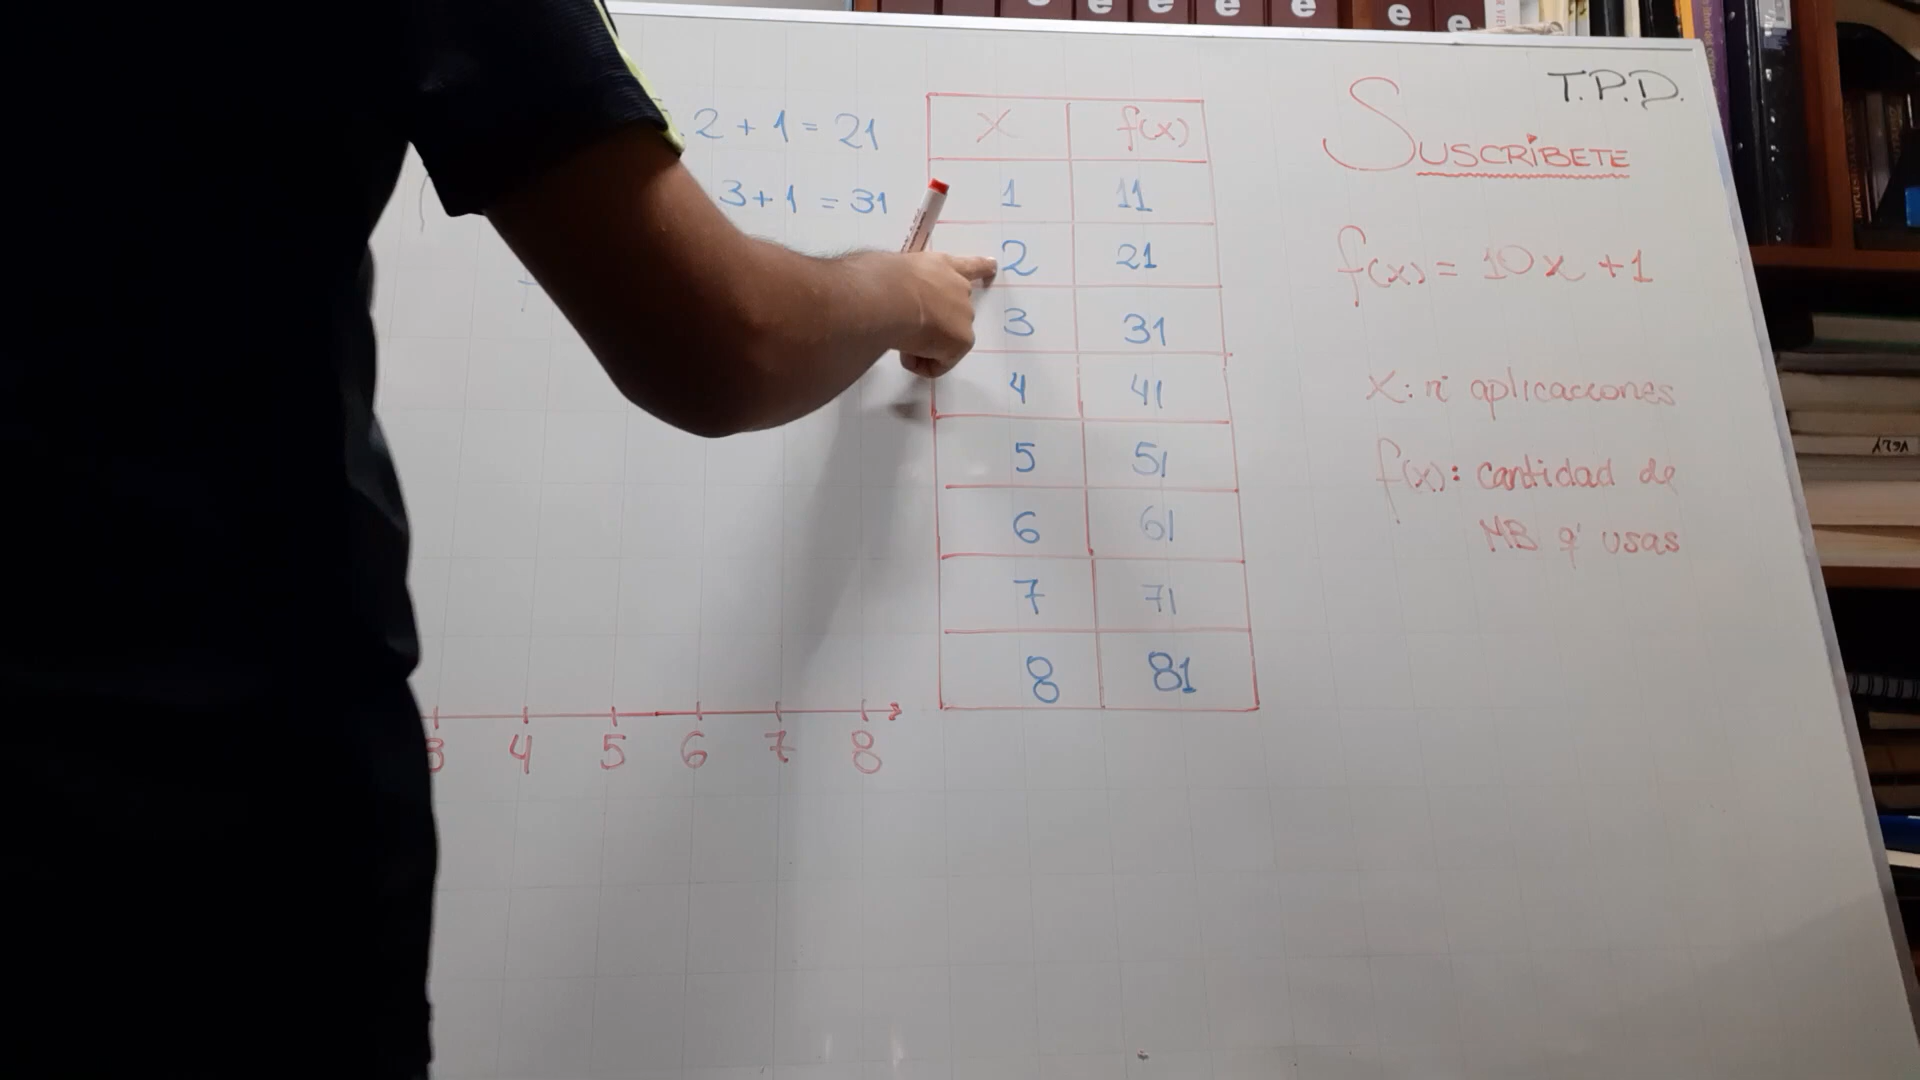 .2 + 1 = 21
3 + 1 = 31
x f(x)
1 11
2 21
3 31
4 41
5 51
6 61
7 71
8 81
3 4 5 6 7 8
T.P.D.
SUSCRÍBETE
f(x) = 10x + 1
x: n° aplicaciones
f(x): cantidad de
MB q' usas
e e e e e e